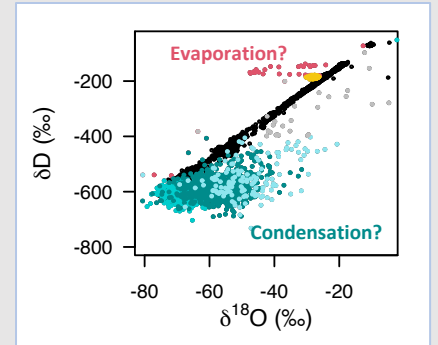 Evaporation?
-200
-400
-600
-800
δD (‰)
Condensation?
-80 -60 -40 -20
δ18O (‰)